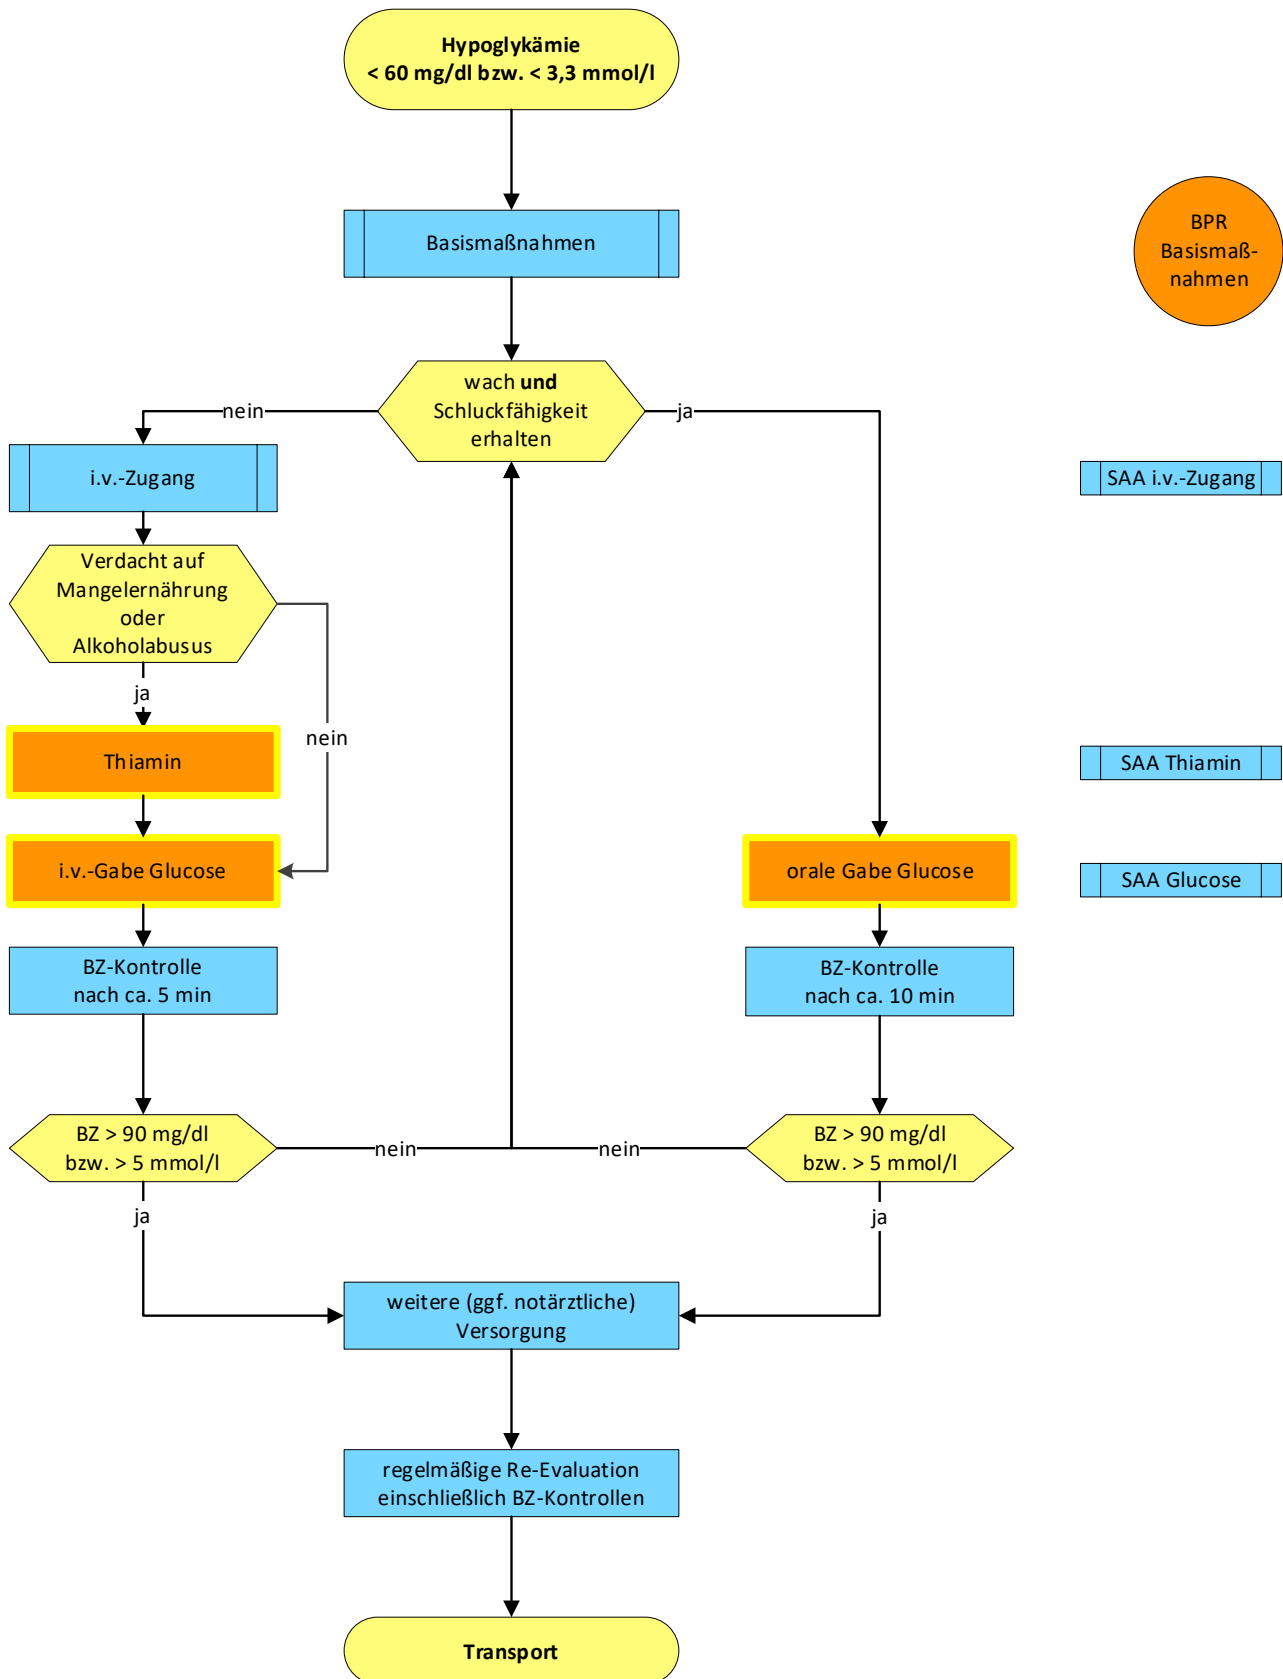 Hypoglykämie
< 60 mg/dl bzw. < 3,3 mmol/l
BPR
Basismaß-
nahmen
Basismaßnahmen
wach und
Schluckfähigkeit
erhalten
nein
ja
i.v.-Zugang
SAA i.v.-Zugang
Verdacht auf
Mangelernährung
oder
Alkoholabusus
ja
nein
Thiamin
SAA Thiamin
i.v.-Gabe Glucose
orale Gabe Glucose
SAA Glucose
BZ-Kontrolle
nach ca. 5 min
BZ-Kontrolle
nach ca. 10 min
BZ > 90 mg/dl
bzw. > 5 mmol/l
nein
nein
BZ > 90 mg/dl
bzw. > 5 mmol/l
ja
ja
weitere (ggf. notärztliche)
Versorgung
regelmäßige Re-Evaluation
einschließlich BZ-Kontrollen
Transport